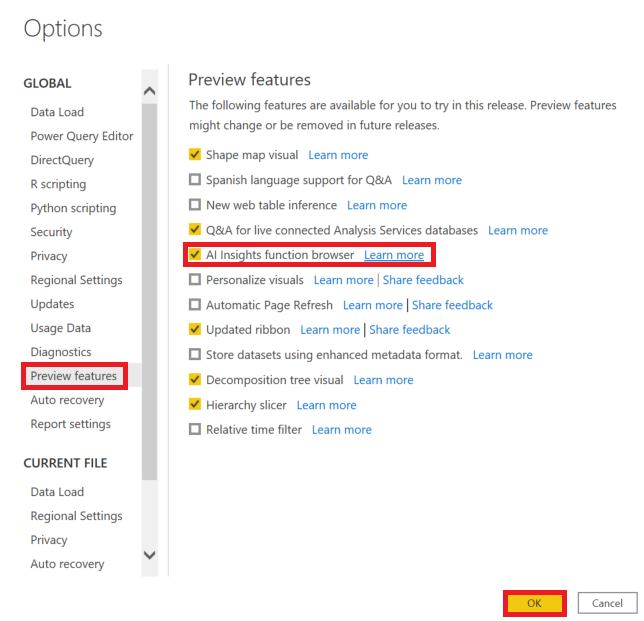 Options
GLOBAL
Data Load
Power Query Editor
DirectQuery
R scripting
Python scripting
Security
Privacy
Regional Settings
Updates
Usage Data
Diagnostics
Preview features
Auto recovery
Report settings
CURRENT FILE
Data Load
Regional Settings
Privacy
Auto recovery
Preview features
The following features are available for you to try in this release. Preview features
might change or be removed in future releases.
Shape map visual Learn more
Spanish language support for Q&A Learn more
New web table inference Learn more
Q&A for live connected Analysis Services databases Learn more
AI Insights function browser Learn more
Personalize visuals Learn more | Share feedback
Automatic Page Refresh Learn more | Share feedback
Updated ribbon Learn more | Share feedback
Store datasets using enhanced metadata format. Learn more
Decomposition tree visual Learn more
Hierarchy slicer Learn more
Relative time filter Learn more
OK Cancel